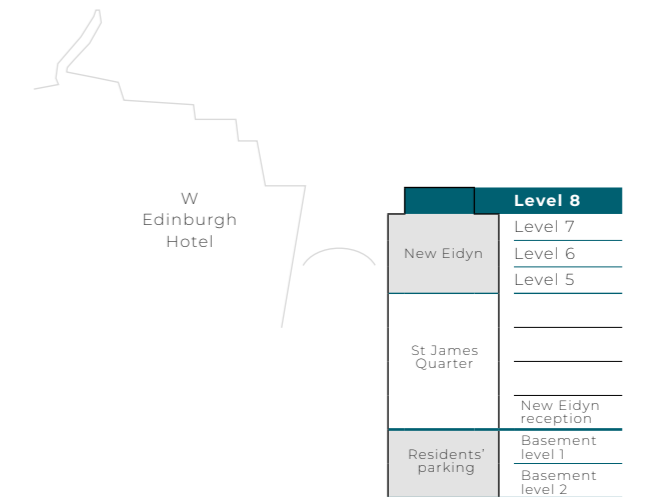 W
Edinburgh
Hotel
Level 8
New Eidyn
Level 7
Level 6
Level 5
St James
Quarter
New Eidyn
reception
Residents’
parking
Basement
level 1
Basement
level 2